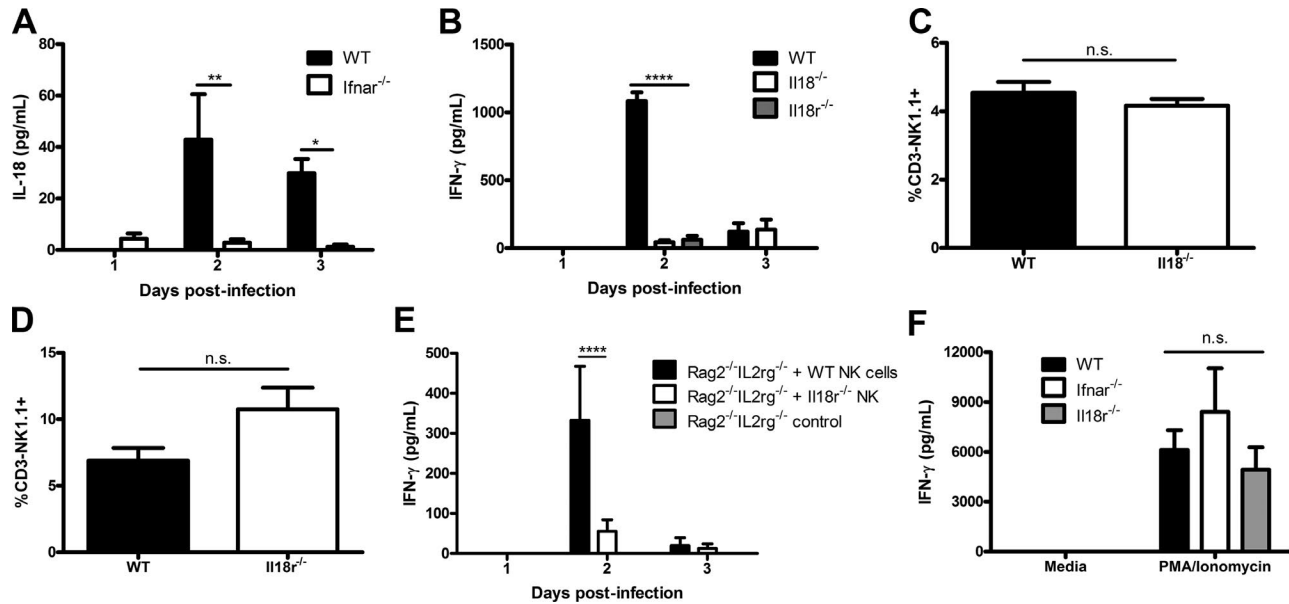 A
IL-18 (pg/mL)
80
60
40
20
0
**
*
WT
Ifnar-/-
1
2
3
Days post-infection
B
IFN-γ (pg/mL)
1500
1000
500
0
****
WT
Il18-/-
Il18r-/-
1
2
3
Days post-infection
C
%CD3-NK1.1+
6
4
2
0
n.s.
WT
Il18-/-
D
%CD3-NK1.1+
15
10
5
0
n.s.
WT
Il18r-/-
E
IFN-γ (pg/mL)
500
400
300
200
100
0
****
Rag2-/-IL2rg-/- + WT NK cells
Rag2-/-IL2rg-/- + Il18r-/- NK
Rag2-/-IL2rg-/- control
1
2
3
Days post-infection
F
IFN-γ (pg/mL)
12000
9000
6000
3000
0
WT
Ifnar-/-
Il18r-/-
n.s.
Media
PMA/Ionomycin